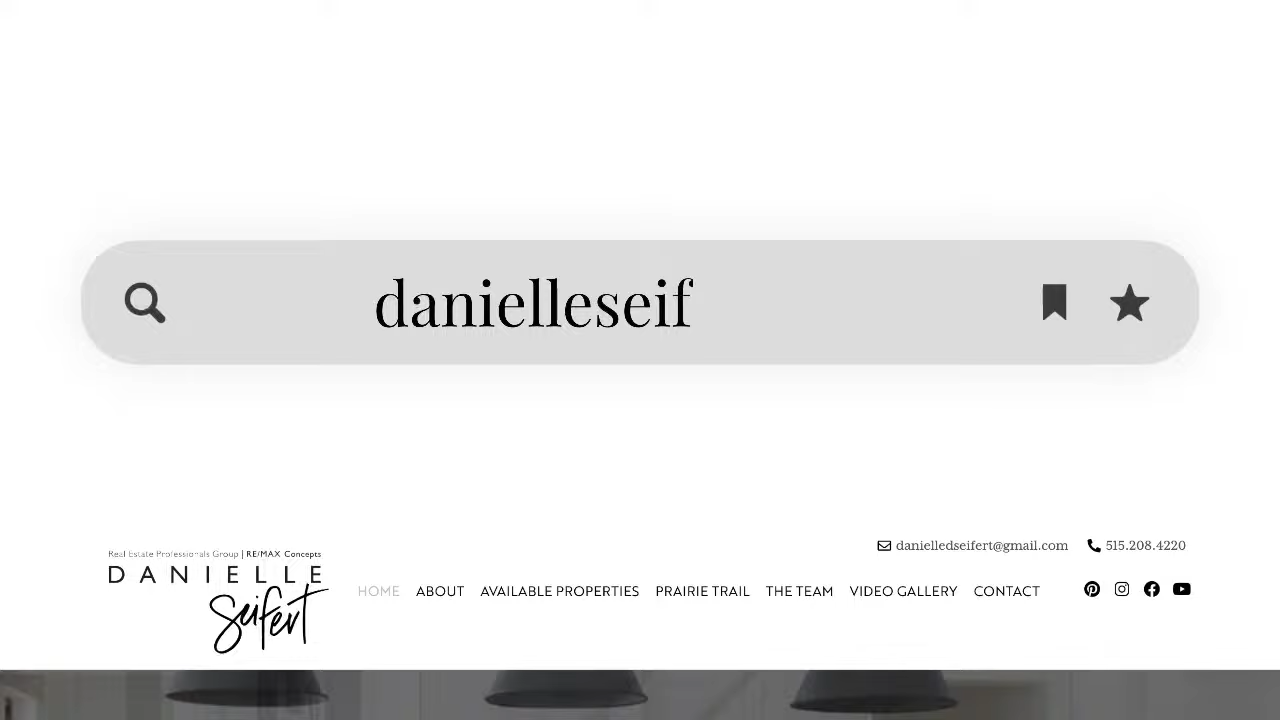 danielleseif
danielledseifert@gmail.com 515.208.4220
Real Estate Professionals Group | RE/MAX Concepts
DANIELLE
Seifert
HOME ABOUT AVAILABLE PROPERTIES PRAIRIE TRAIL THE TEAM VIDEO GALLERY CONTACT